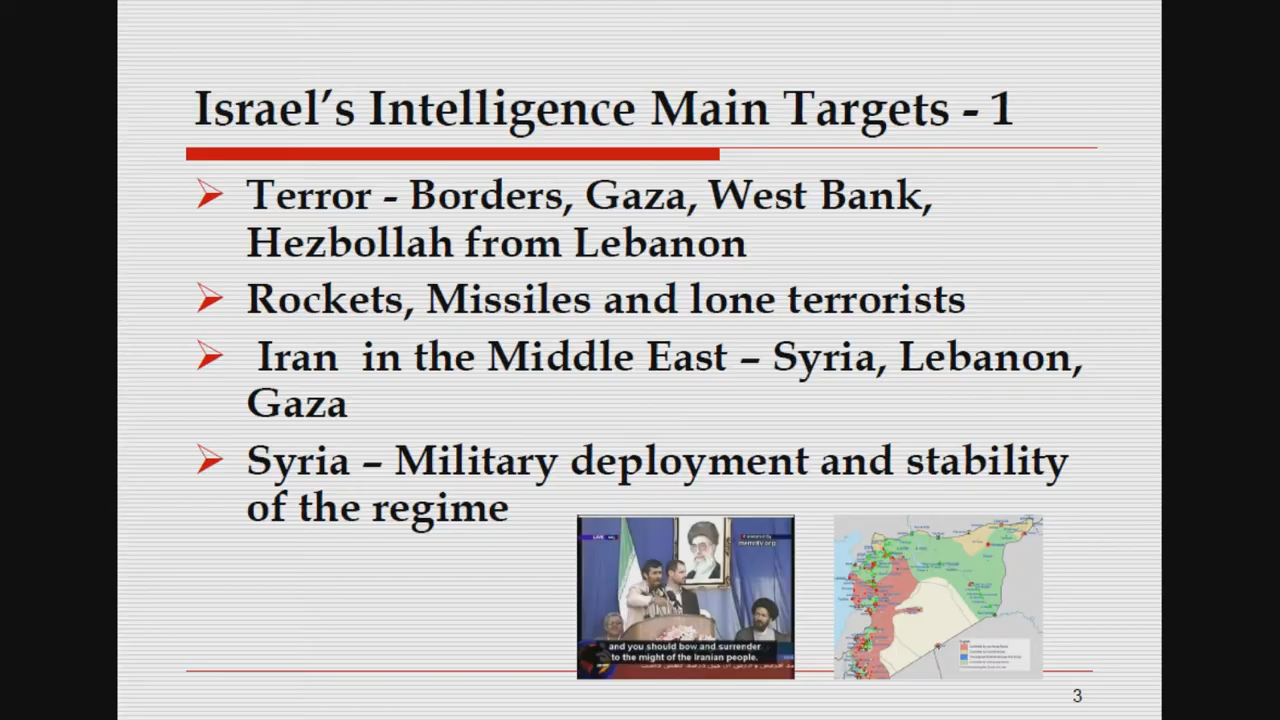 Israel's Intelligence Main Targets - 1
Terror - Borders, Gaza, West Bank,
Hezbollah from Lebanon
Rockets, Missiles and lone terrorists
Iran in the Middle East – Syria, Lebanon,
Gaza
Syria – Military deployment and stability
of the regime
LIVE
memritv.org
and you should bow and surrender
to the might of the Iranian people.
3